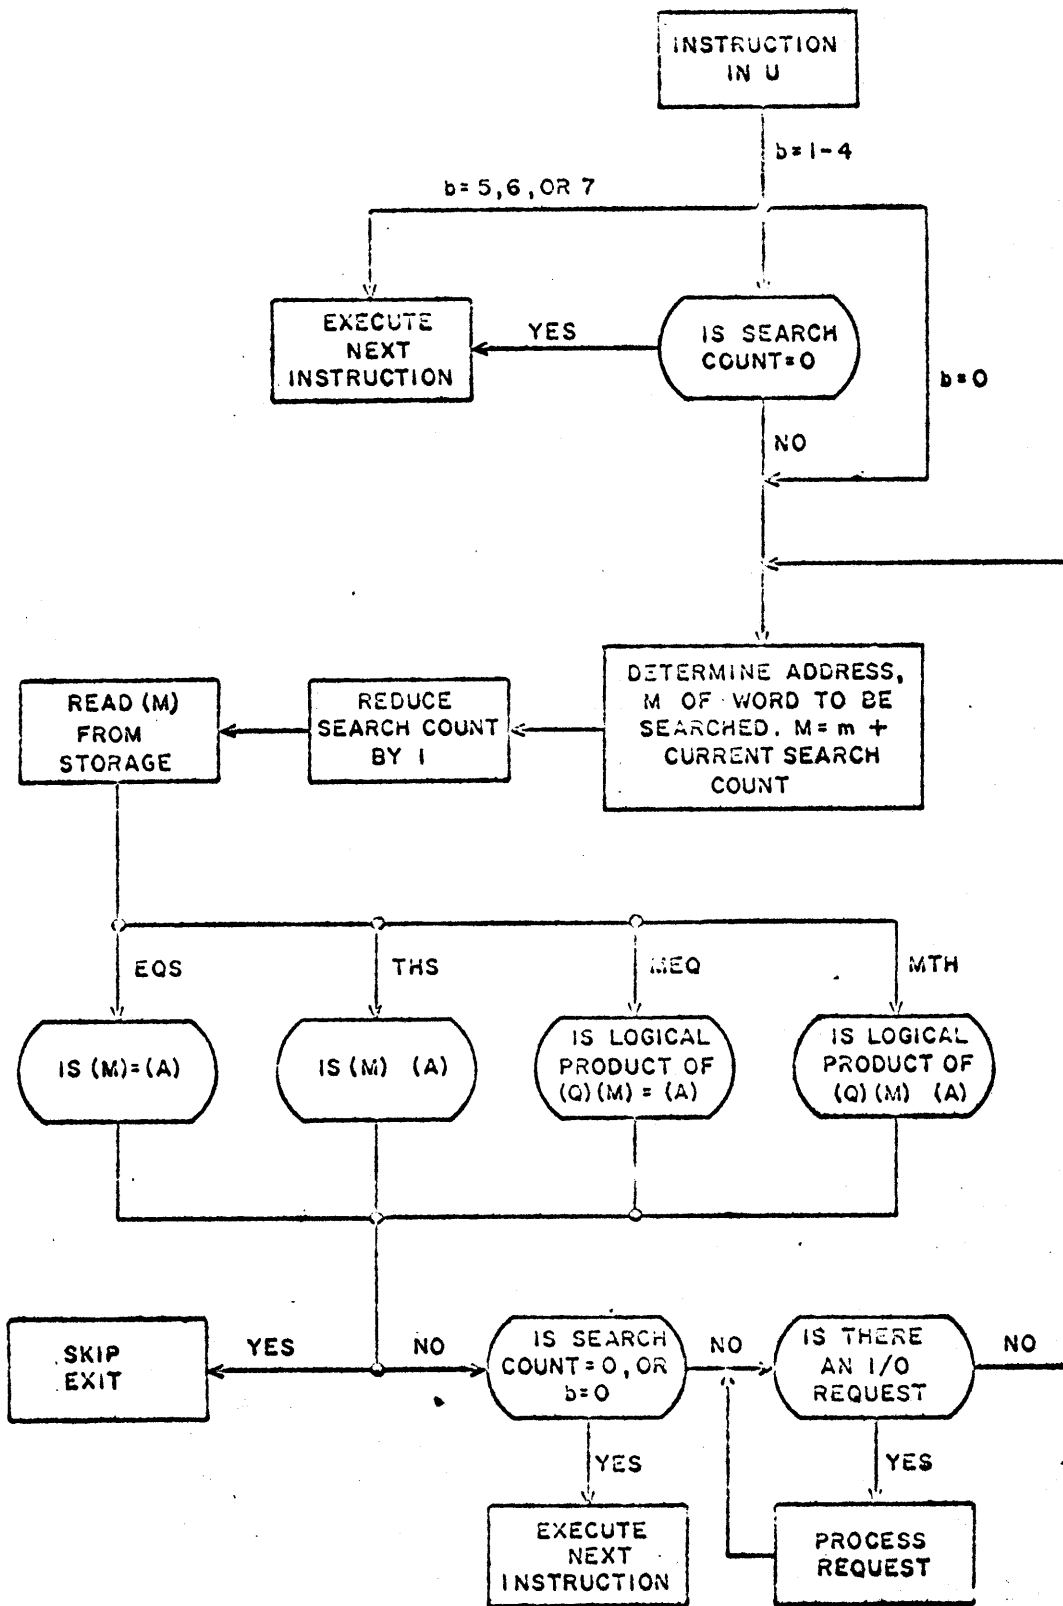 INSTRUCTION
IN U
b=1-4
b=5,6,OR 7
EXECUTE
NEXT
INSTRUCTION
YES
IS SEARCH
COUNT=0
b=0
NO
READ (M)
FROM
STORAGE
REDUCE
SEARCH COUNT
BY 1
DETERMINE ADDRESS,
M OF WORD TO BE
SEARCHED. M=m +
CURRENT SEARCH
COUNT
EQS
THS
MEQ
MTH
IS (M)=(A)
IS (M) (A)
IS LOGICAL
PRODUCT OF
(Q)(M) = (A)
IS LOGICAL
PRODUCT OF
(Q)(M) (A)
SKIP
EXIT
YES
NO
IS SEARCH
COUNT=0,OR
b=0
NO
IS THERE
AN I/O
REQUEST
NO
YES
YES
EXECUTE
NEXT
INSTRUCTION
PROCESS
REQUEST